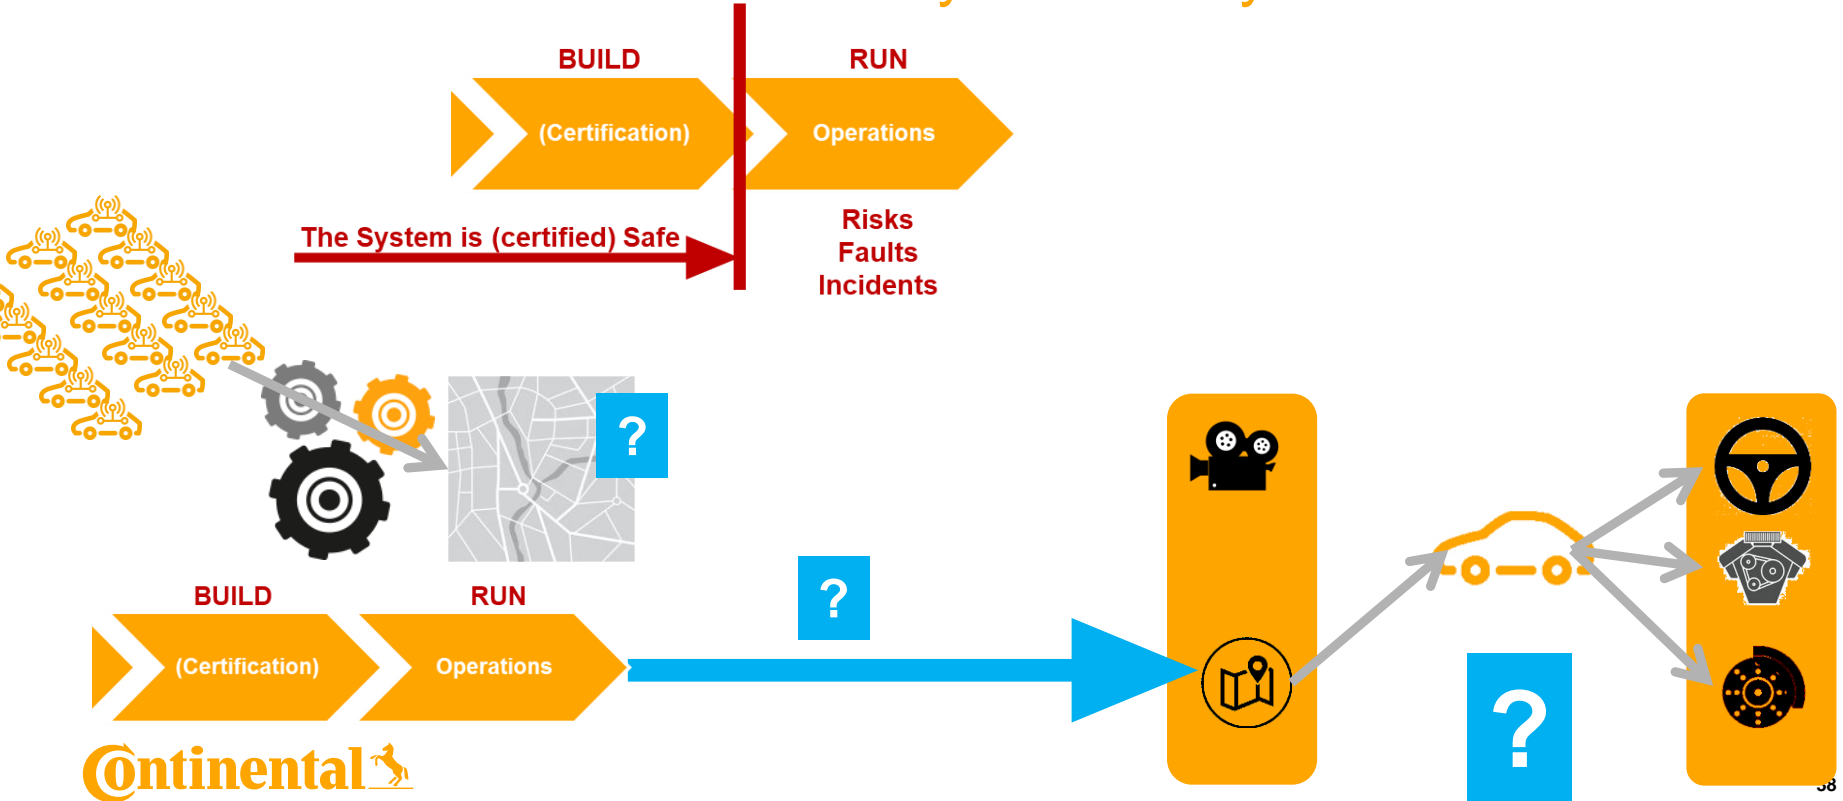 BUILD
RUN
(Certification)
Operations
The System is (certified) Safe
Risks
Faults
Incidents
?
?
BUILD
RUN
(Certification)
Operations
?
Continental